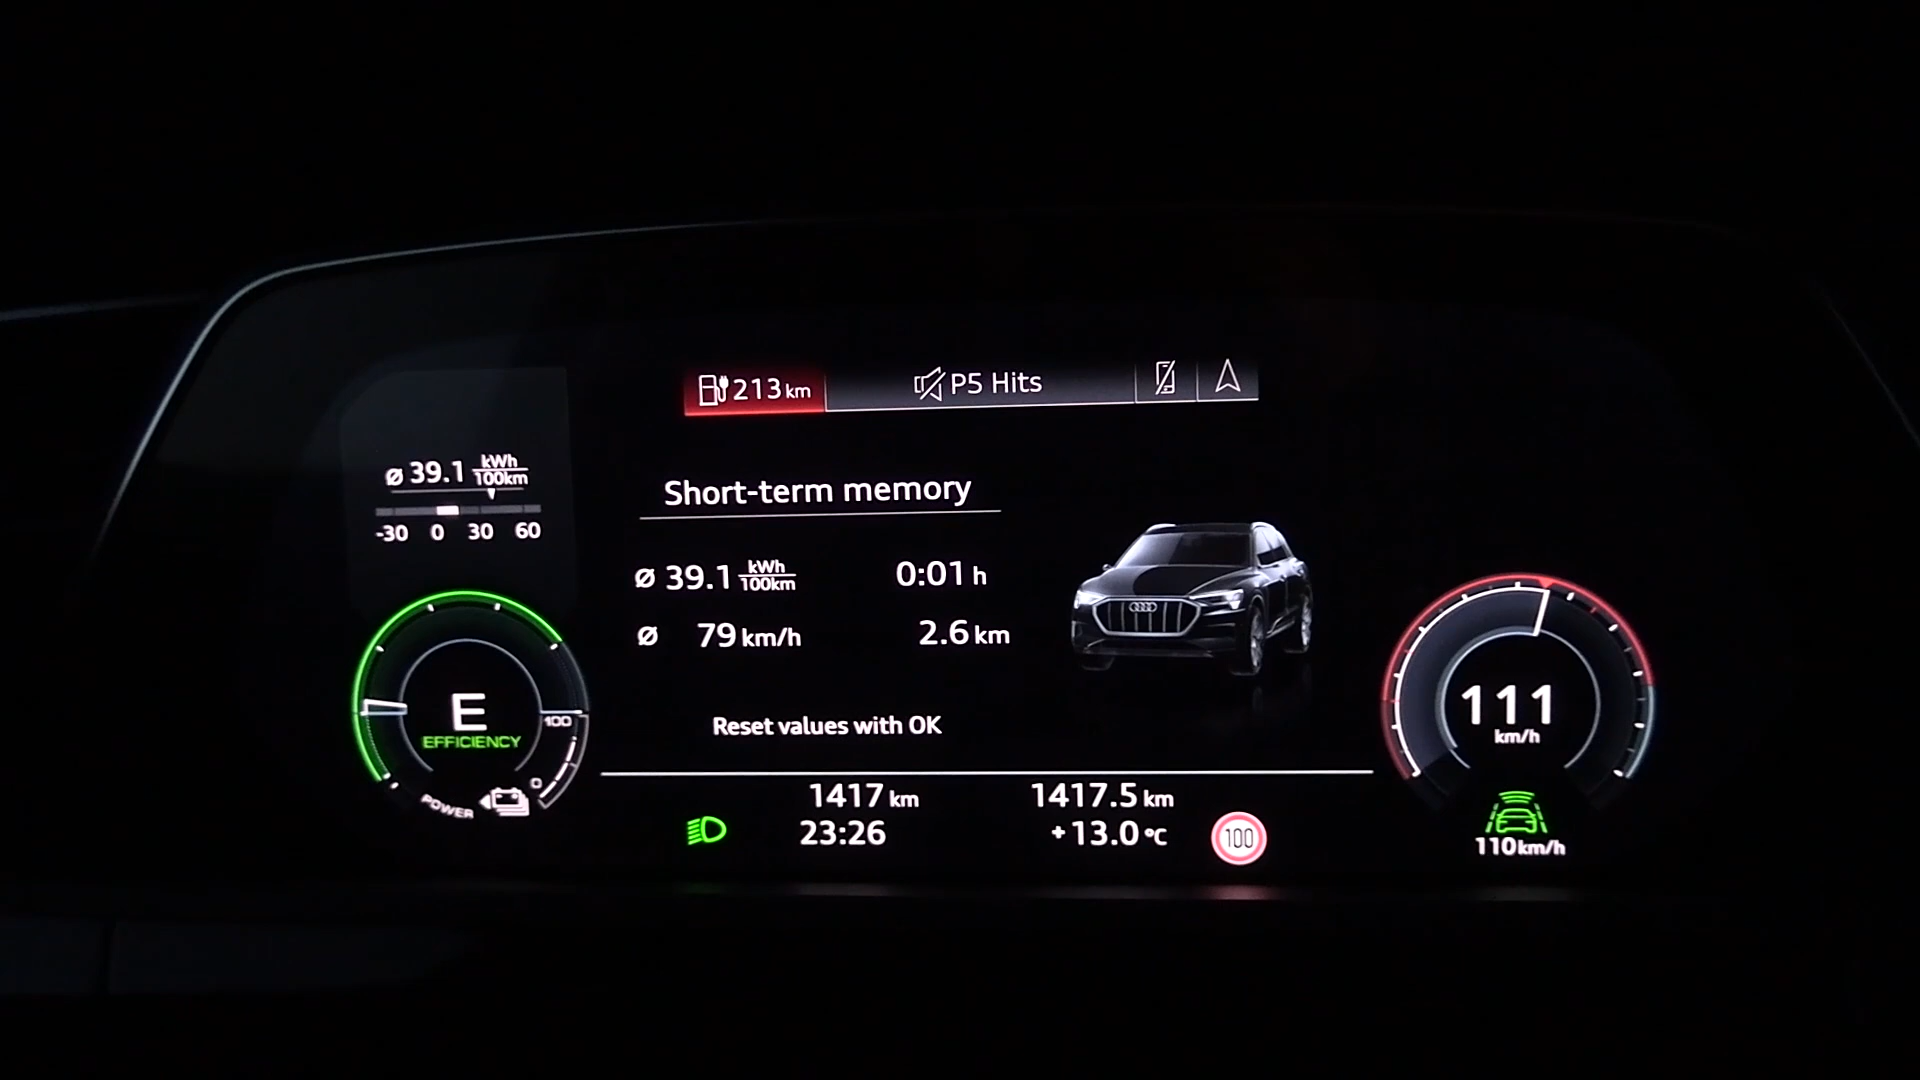 213 km
P5 Hits
ø 39.1 kWh/100km
-30 0 30 60
Short-term memory
ø 39.1 kWh/100km 0:01 h
ø 79 km/h 2.6 km
Reset values with OK
E
EFFICIENCY
100
0
POWER
111
km/h
110km/h
1417 km 1417.5 km
23:26 +13.0 °C
100